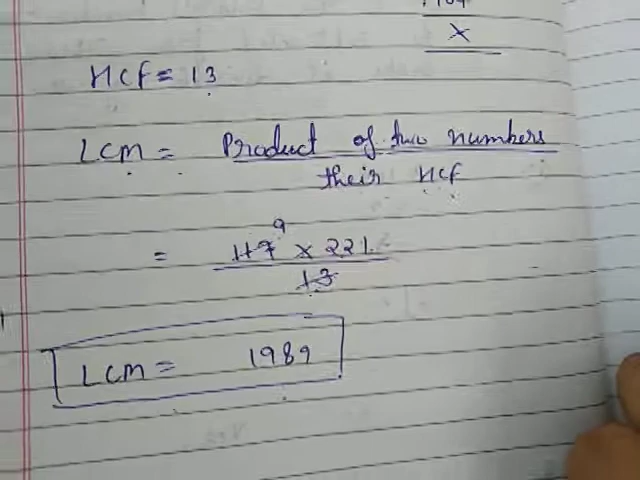 ×
HCF = 13
LCM = Product of two numbers
their HCF
9
= 117 × 221
13
LCM = 1989